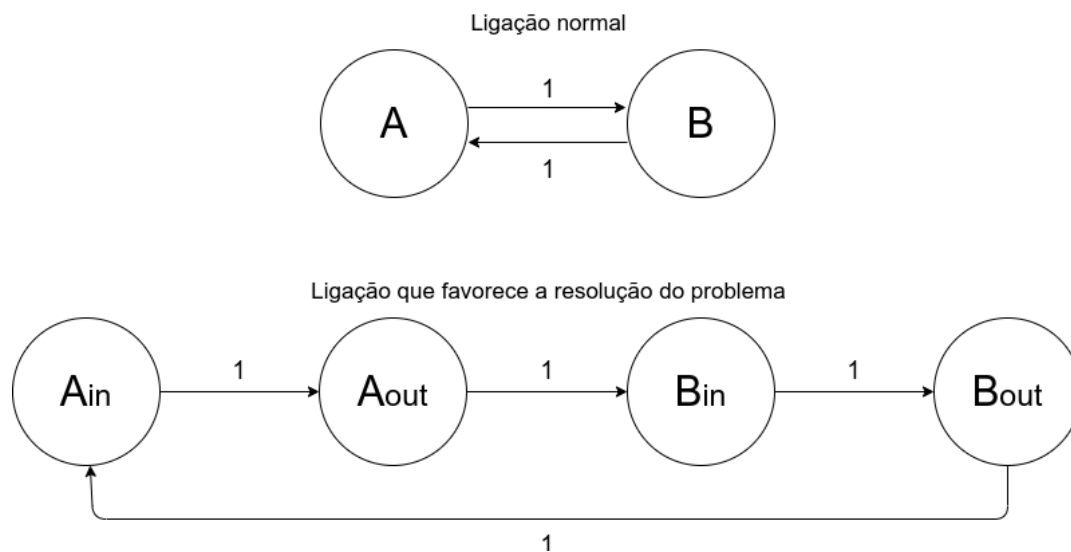 Ligação normal
1
A
B
1
Ligação que favorece a resolução do problema
1
1
1
Ain
Aout
Bin
Bout
1